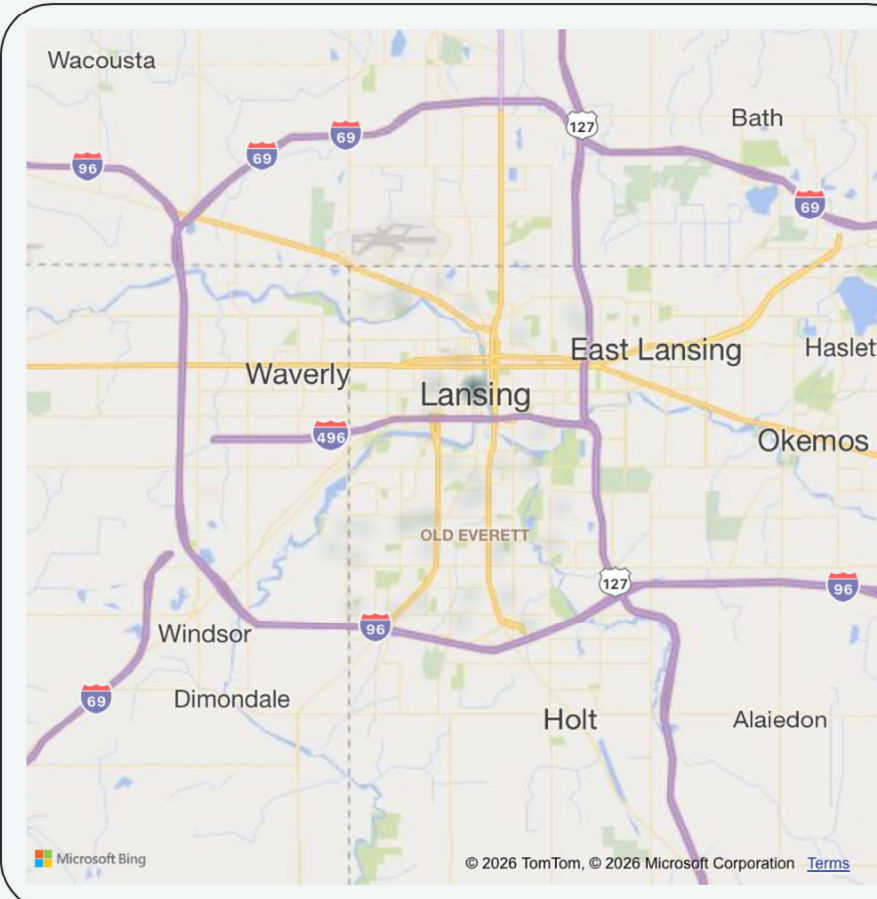 Wacousta
127
Bath
69
69
96
69
East Lansing
Waverly
Lansing
496
Okemos
OLD EVERETT
127
96
96
Windsor
69
Dimondale
Holt
Alaiedon
Microsoft Bing
© 2026 TomTom, © 2026 Microsoft Corporation Terms